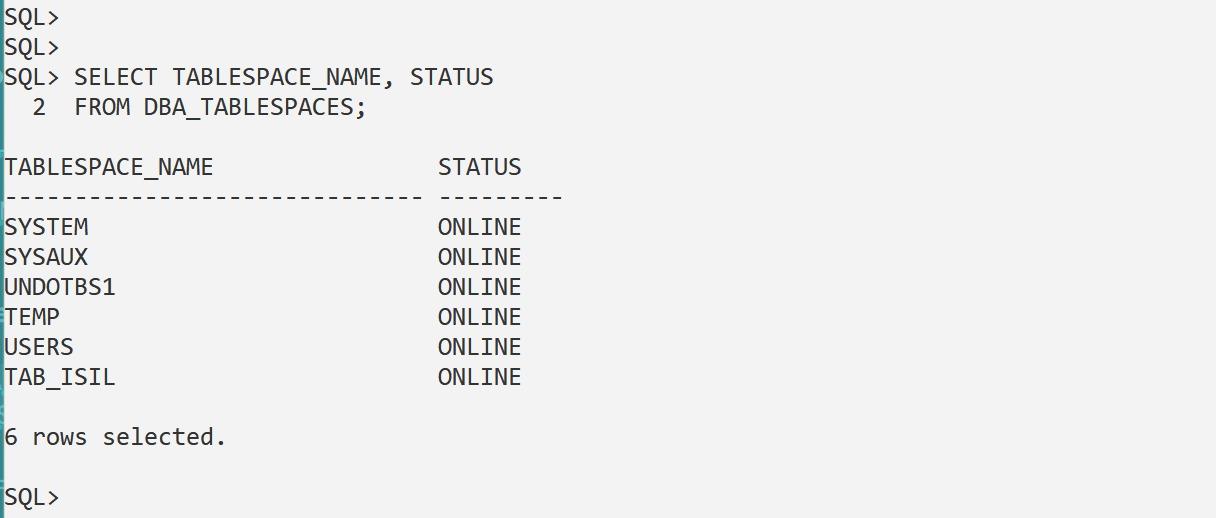 SQL>
SQL>
SQL> SELECT TABLESPACE_NAME, STATUS
  2  FROM DBA_TABLESPACES;
TABLESPACE_NAME                STATUS
------------------------------ ---------
SYSTEM                         ONLINE
SYSAUX                         ONLINE
UNDOTBS1                       ONLINE
TEMP                           ONLINE
USERS                          ONLINE
TAB_ISIL                       ONLINE
6 rows selected.
SQL>